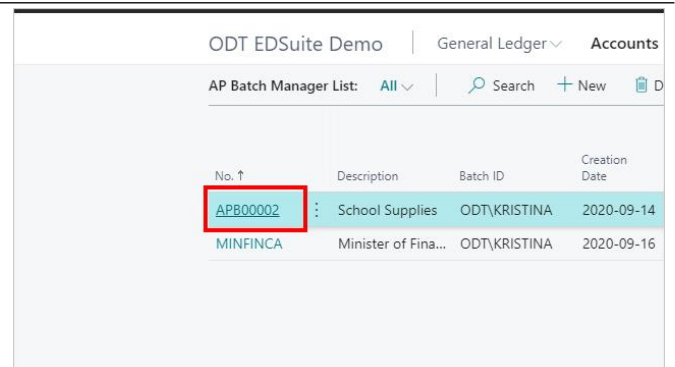 ODT EDSuite Demo General Ledger Accounts
AP Batch Manager List: All Search + New D
Creation
No. ↑ Description Batch ID Date
APB00002 School Supplies ODT\KRISTINA 2020-09-14
MINFINCA Minister of Fina... ODT\KRISTINA 2020-09-16